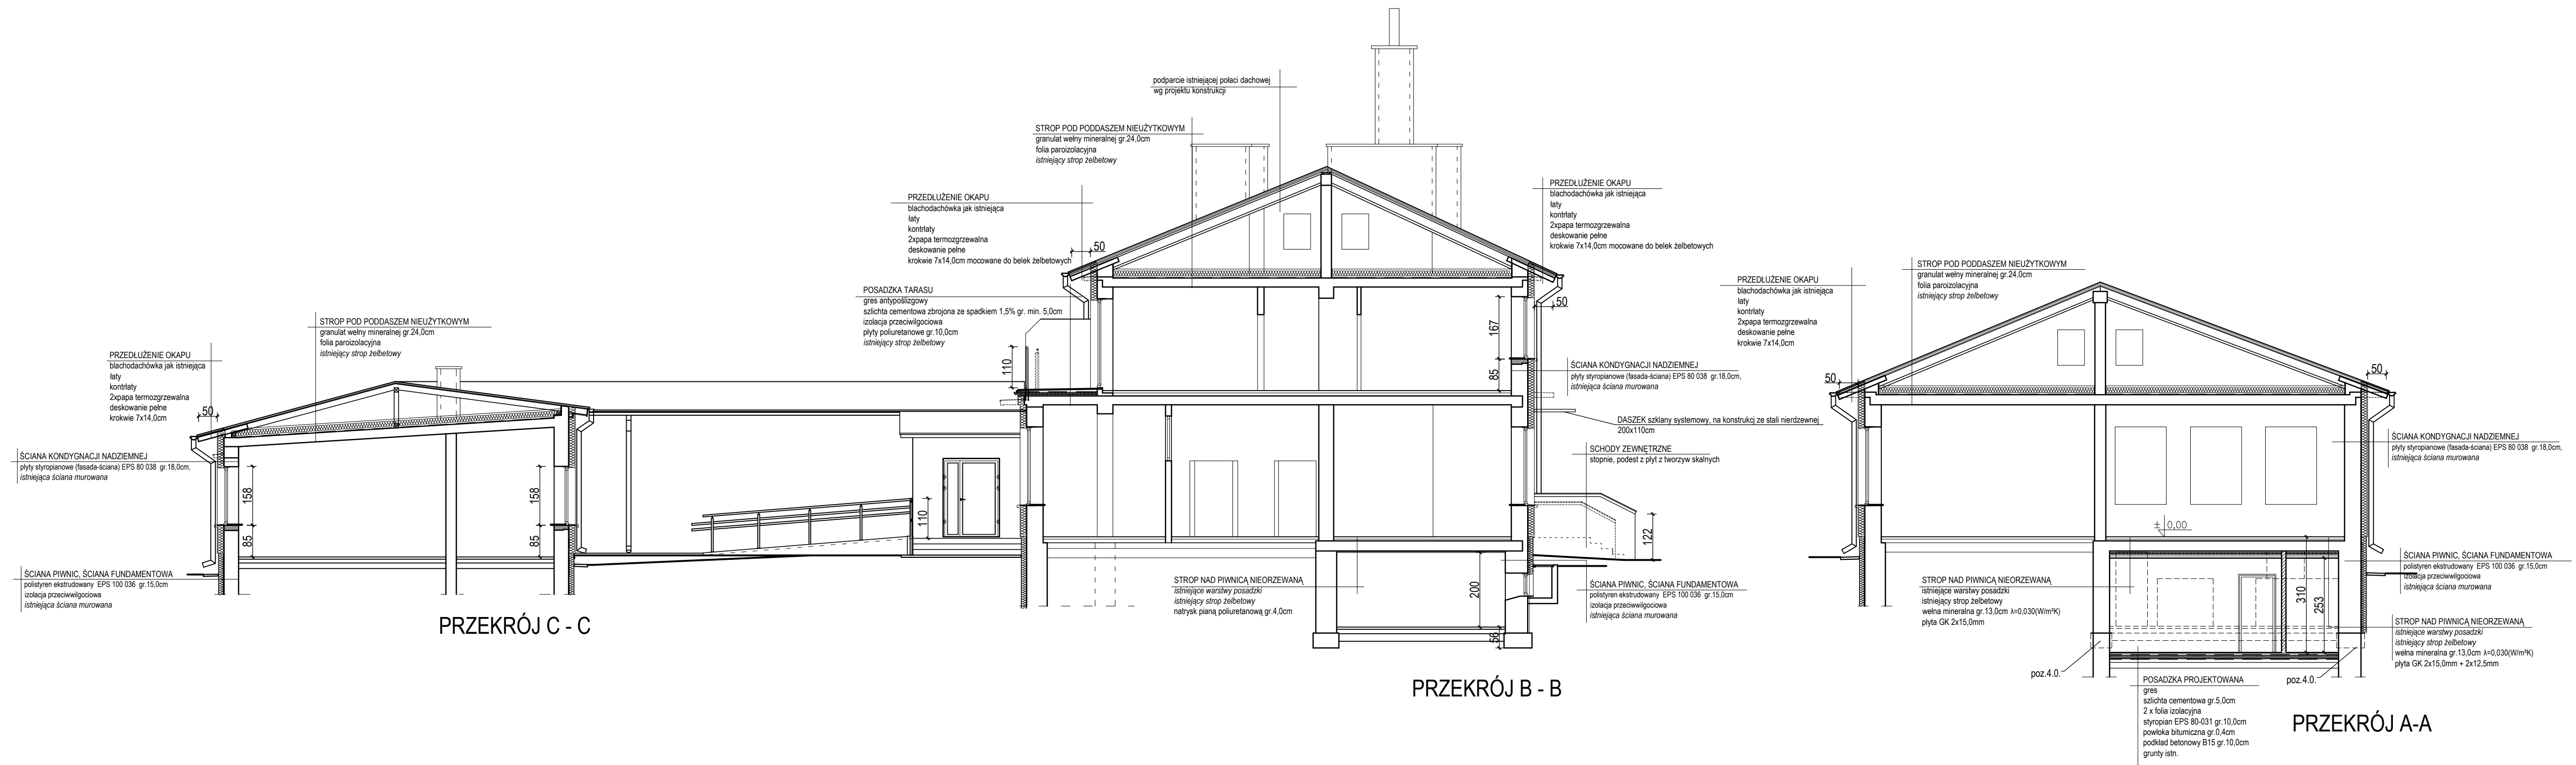 PRZEDŁUŻENIE OKAPU
blachodachówka jak istniejąca
łaty
kontrłaty
2xpapa termozgrzewalna
deskowanie pełne
krokwie 7x14,0cm
50
STROP POD PODDASZEM NIEUŻYTKOWYM
granulat wełny mineralnej gr.24,0cm
folia paroizolacyjna
istniejący strop żelbetowy
ŚCIANA KONDYGNACJI NADZIEMNEJ
płyty styropianowe (fasada-ściana) EPS 80 038 gr.18,0cm,
istniejąca ściana murowana
158
85
158
85
ŚCIANA PIWNIC, ŚCIANA FUNDAMENTOWA
polistyren ekstrudowany EPS 100 036 gr.15,0cm
izolacja przeciwwilgociowa
istniejąca ściana murowana
PRZEKRÓJ C - C
podparcie istniejącej połaci dachowej
wg projektu konstrukcji
STROP POD PODDASZEM NIEUŻYTKOWYM
granulat wełny mineralnej gr.24,0cm
folia paroizolacyjna
istniejący strop żelbetowy
PRZEDŁUŻENIE OKAPU
blachodachówka jak istniejąca
łaty
kontrłaty
2xpapa termozgrzewalna
deskowanie pełne
krokwie 7x14,0cm mocowane do belek żelbetowych
50
POSADZKA TARASU
gres antypoślizgowy
szlichta cementowa zbrojona ze spadkiem 1,5% gr. min. 5,0cm
izolacja przeciwwilgociowa
płyty poliuretanowe gr.10,0cm
istniejący strop żelbetowy
110
110
PRZEDŁUŻENIE OKAPU
blachodachówka jak istniejąca
łaty
kontrłaty
2xpapa termozgrzewalna
deskowanie pełne
krokwie 7x14,0cm mocowane do belek żelbetowych
50
167
85
ŚCIANA KONDYGNACJI NADZIEMNEJ
płyty styropianowe (fasada-ściana) EPS 80 038 gr.18,0cm,
istniejąca ściana murowana
DASZEK szklany systemowy, na konstrukcj ze stali nierdzewnej
200x110cm
SCHODY ZEWNĘTRZNE
stopnie, podest z płyt z tworzyw skalnych
122
STROP NAD PIWNICĄ NIEORZEWANĄ
istniejące warstwy posadzki
istniejący strop żelbetowy
natrysk pianą poliuretanową gr.4,0cm
200
56
ŚCIANA PIWNIC, ŚCIANA FUNDAMENTOWA
polistyren ekstrudowany EPS 100 036 gr.15,0cm
izolacja przeciwwilgociowa
istniejąca ściana murowana
PRZEKRÓJ B - B
PRZEDŁUŻENIE OKAPU
blachodachówka jak istniejąca
łaty
kontrłaty
2xpapa termozgrzewalna
deskowanie pełne
krokwie 7x14,0cm
50
STROP POD PODDASZEM NIEUŻYTKOWYM
granulat wełny mineralnej gr.24,0cm
folia paroizolacyjna
istniejący strop żelbetowy
50
ŚCIANA KONDYGNACJI NADZIEMNEJ
płyty styropianowe (fasada-ściana) EPS 80 038 gr.18,0cm,
istniejąca ściana murowana
± 0,00
STROP NAD PIWNICĄ NIEORZEWANĄ
istniejące warstwy posadzki
istniejący strop żelbetowy
wełna mineralna gr.13,0cm λ=0,030(W/m²K)
płyta GK 2x15,0mm
310
253
ŚCIANA PIWNIC, ŚCIANA FUNDAMENTOWA
polistyren ekstrudowany EPS 100 036 gr.15,0cm
izolacja przeciwwilgociowa
istniejąca ściana murowana
STROP NAD PIWNICĄ NIEORZEWANĄ
istniejące warstwy posadzki
istniejący strop żelbetowy
wełna mineralna gr.13,0cm λ=0,030(W/m²K)
płyta GK 2x15,0mm + 2x12,5mm
poz.4.0.
poz.4.0.
POSADZKA PROJEKTOWANA
gres
szlichta cementowa gr.5,0cm
2 x folia izolacyjna
styropian EPS 80-031 gr.10,0cm
powłoka bitumiczna gr.0,4cm
podkład betonowy B15 gr.10,0cm
grunty istn.
PRZEKRÓJ A-A